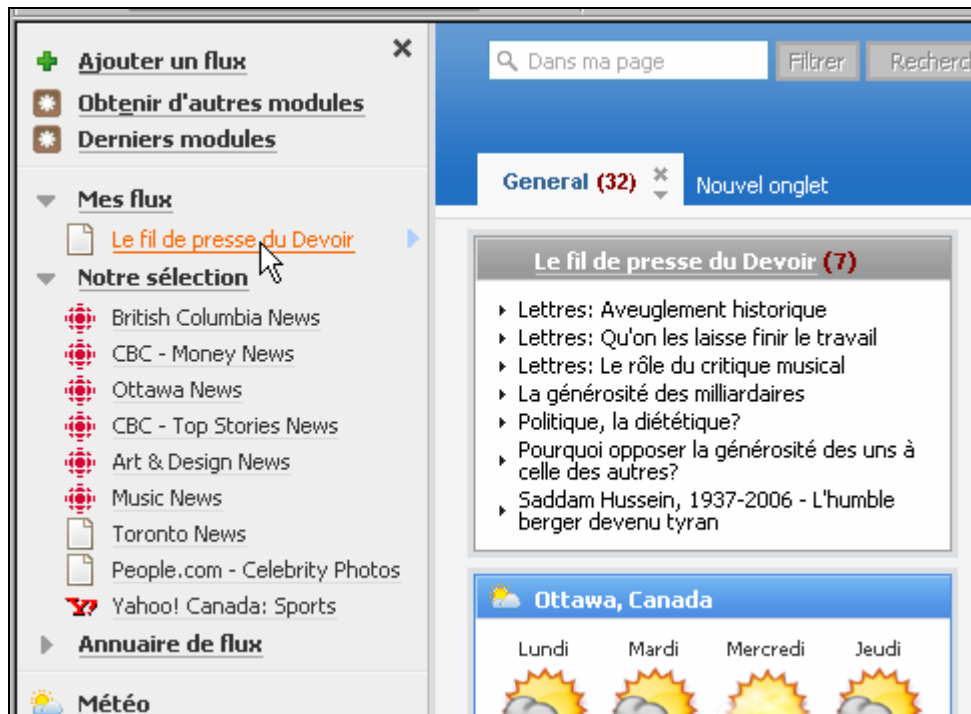 Ajouter un flux
Obtenir d'autres modules
Derniers modules
Mes flux
Le fil de presse du Devoir
Notre sélection
British Columbia News
CBC - Money News
Ottawa News
CBC - Top Stories News
Art & Design News
Music News
Toronto News
People.com - Celebrity Photos
Yahoo! Canada: Sports
Annuaire de flux
Météo
Dans ma page
Filtrer
Recherc
General (32)
Nouvel onglet
Le fil de presse du Devoir (7)
Lettres: Aveuglement historique
Lettres: Qu'on les laisse finir le travail
Lettres: Le rôle du critique musical
La générosité des milliardaires
Politique, la diététique?
Pourquoi opposer la générosité des uns à
celle des autres?
Saddam Hussein, 1937-2006 - L'humble
berger devenu tyran
Ottawa, Canada
Lundi Mardi Mercredi Jeudi